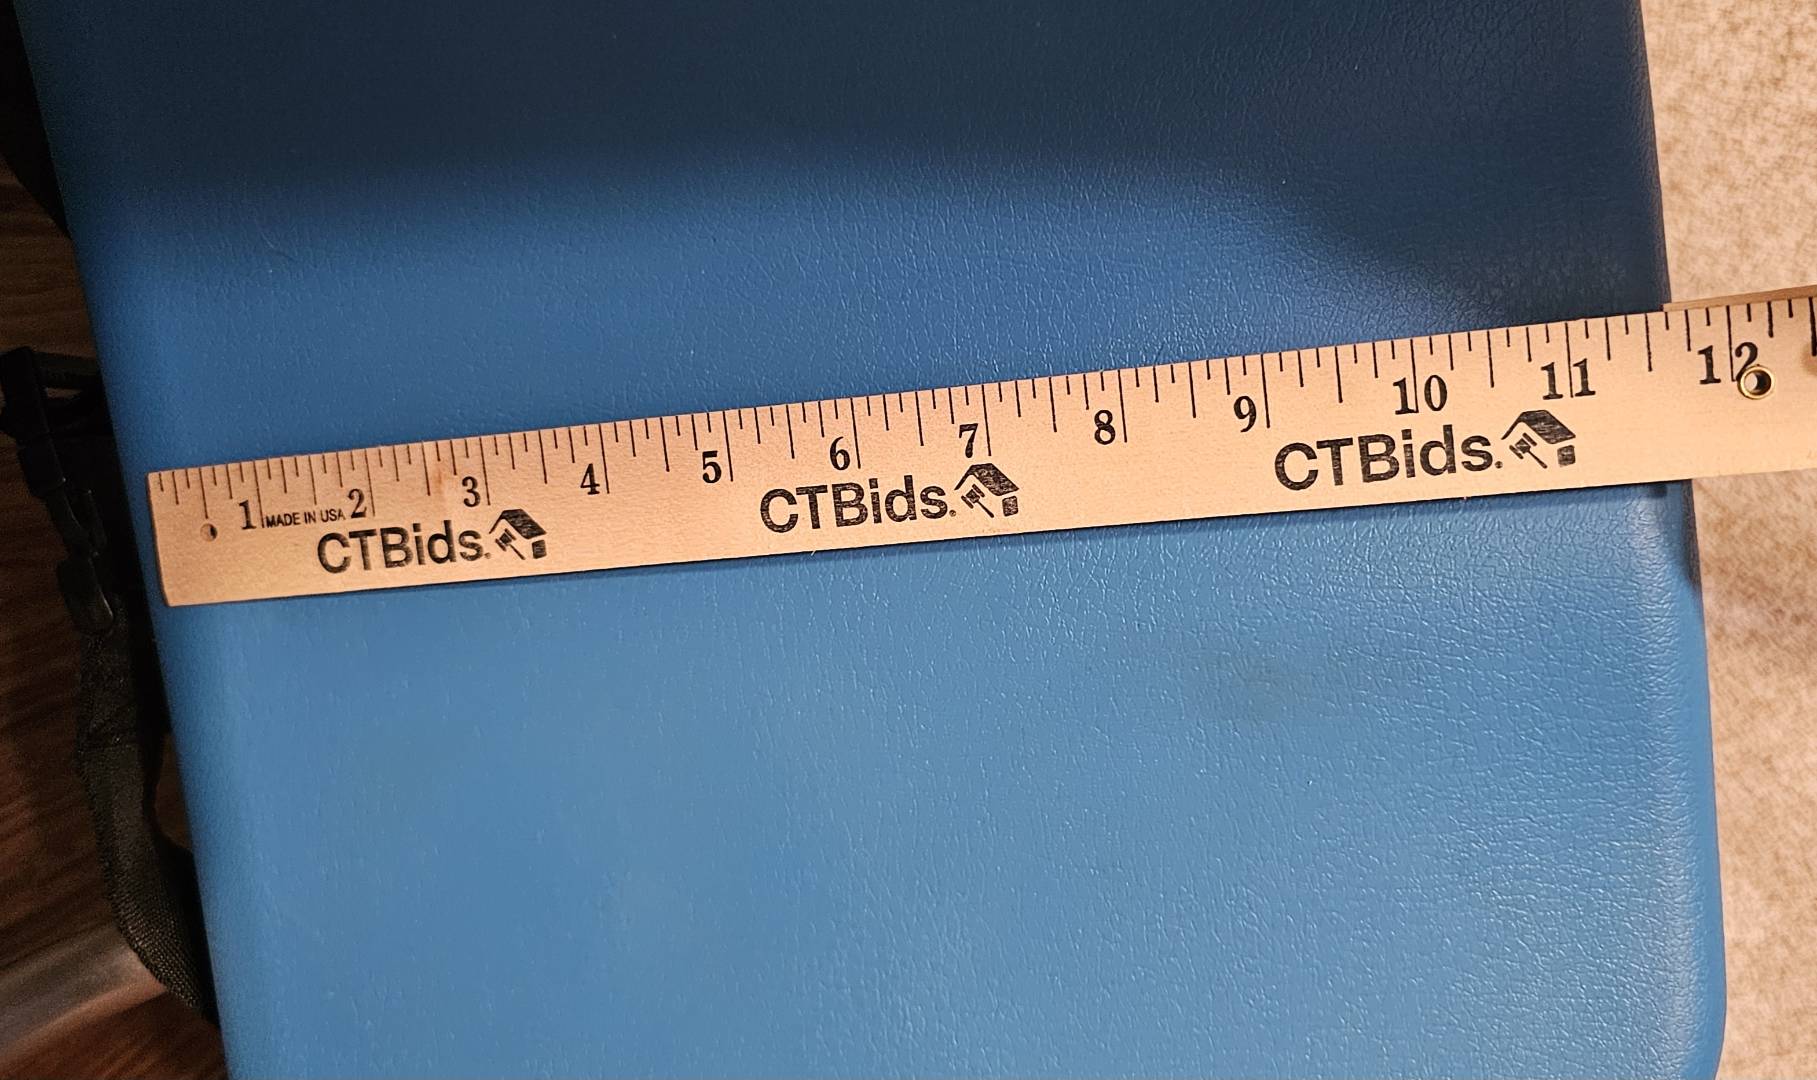 1 2 3 4 5 6 7 8 9 10 11 12
MADE IN USA
CTBids. CTBids. CTBids.